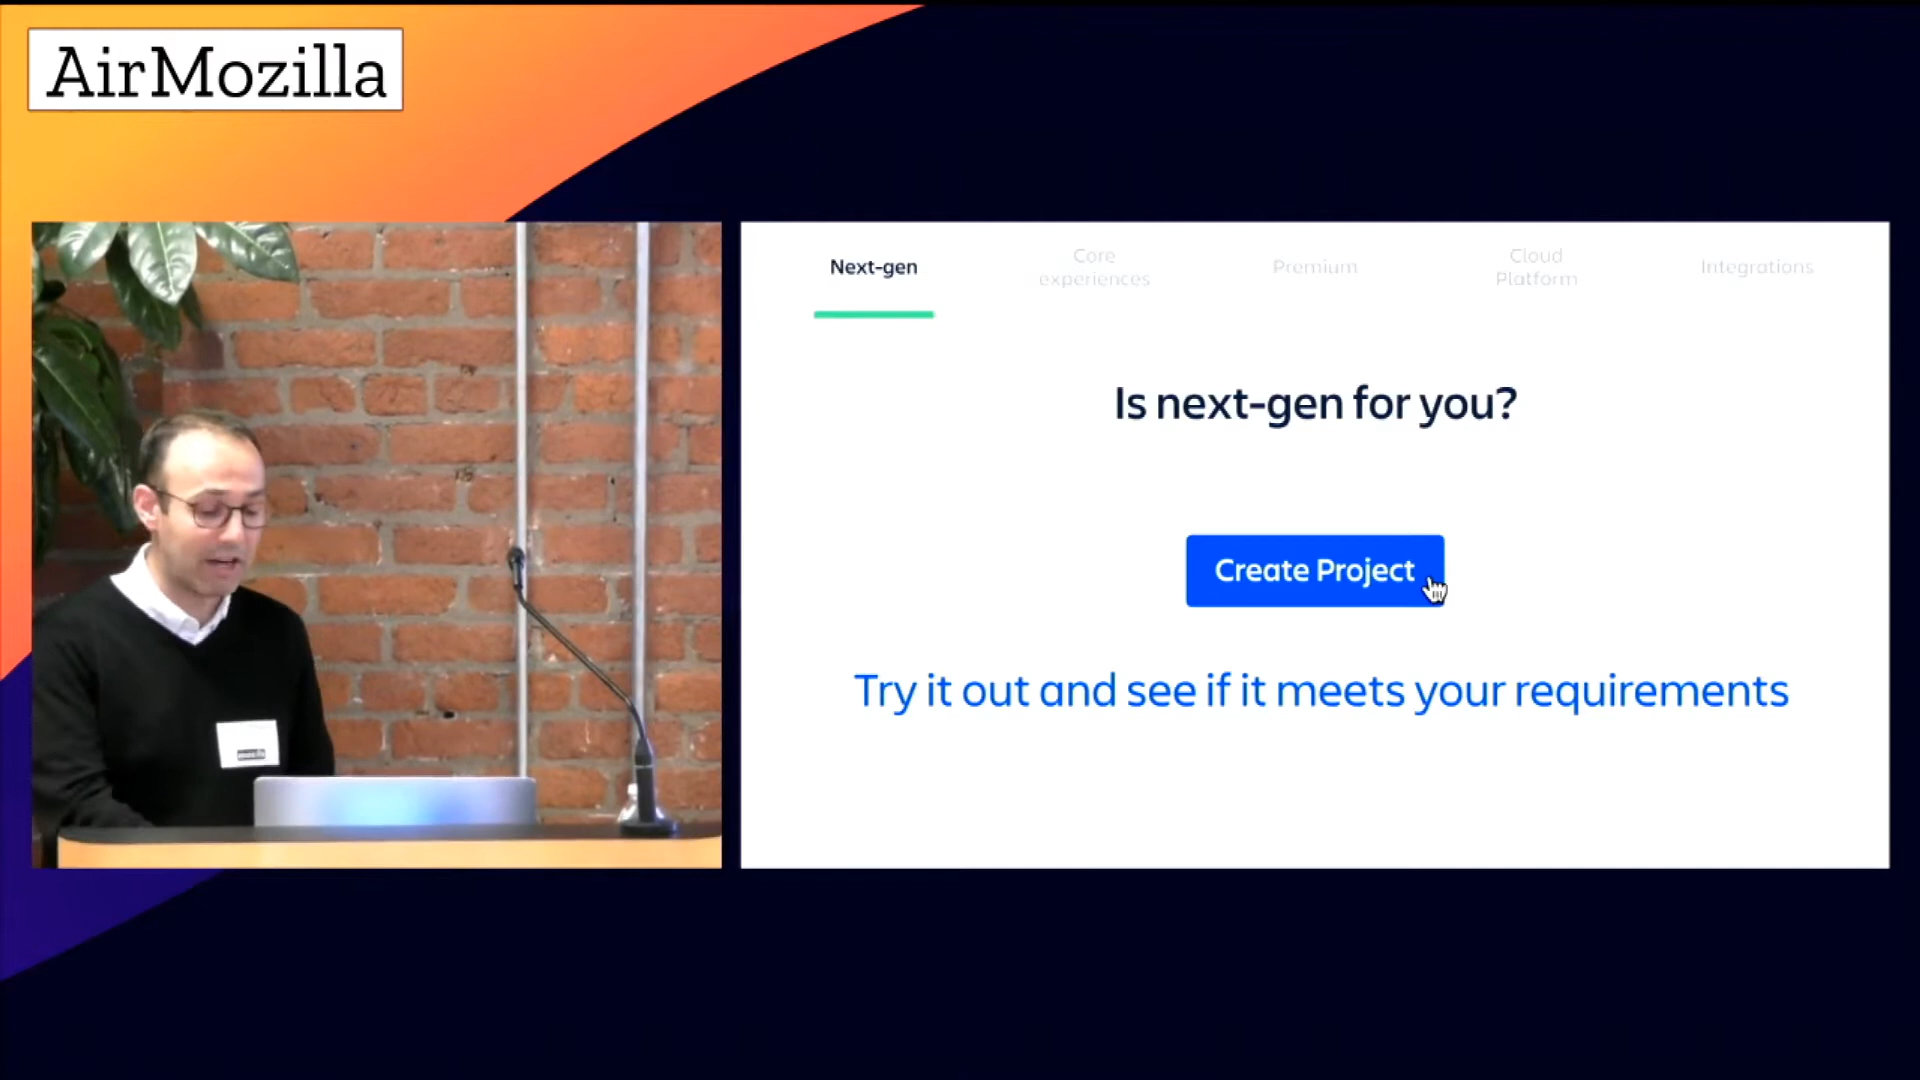 AirMozilla
Next-gen
Core
experiences
Premium
Cloud
Platform
Integrations
Is next-gen for you?
Create Project
Try it out and see if it meets your requirements